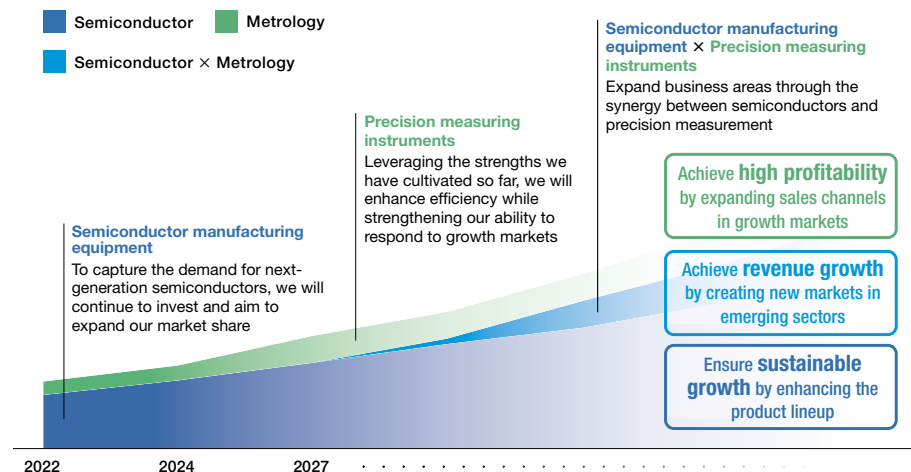 Semiconductor
Metrology
Semiconductor × Metrology
Semiconductor manufacturing
equipment × Precision measuring
instruments
Expand business areas through the
synergy between semiconductors and
precision measurement
Precision measuring
instruments
Leveraging the strengths we
have cultivated so far, we will
enhance efficiency while
strengthening our ability to
respond to growth markets
Semiconductor manufacturing
equipment
To capture the demand for next-
generation semiconductors, we will
continue to invest and aim to
expand our market share
Achieve high profitability
by expanding sales channels
in growth markets
Achieve revenue growth
by creating new markets in
emerging sectors
Ensure sustainable
growth by enhancing the
product lineup
2022
2024
2027